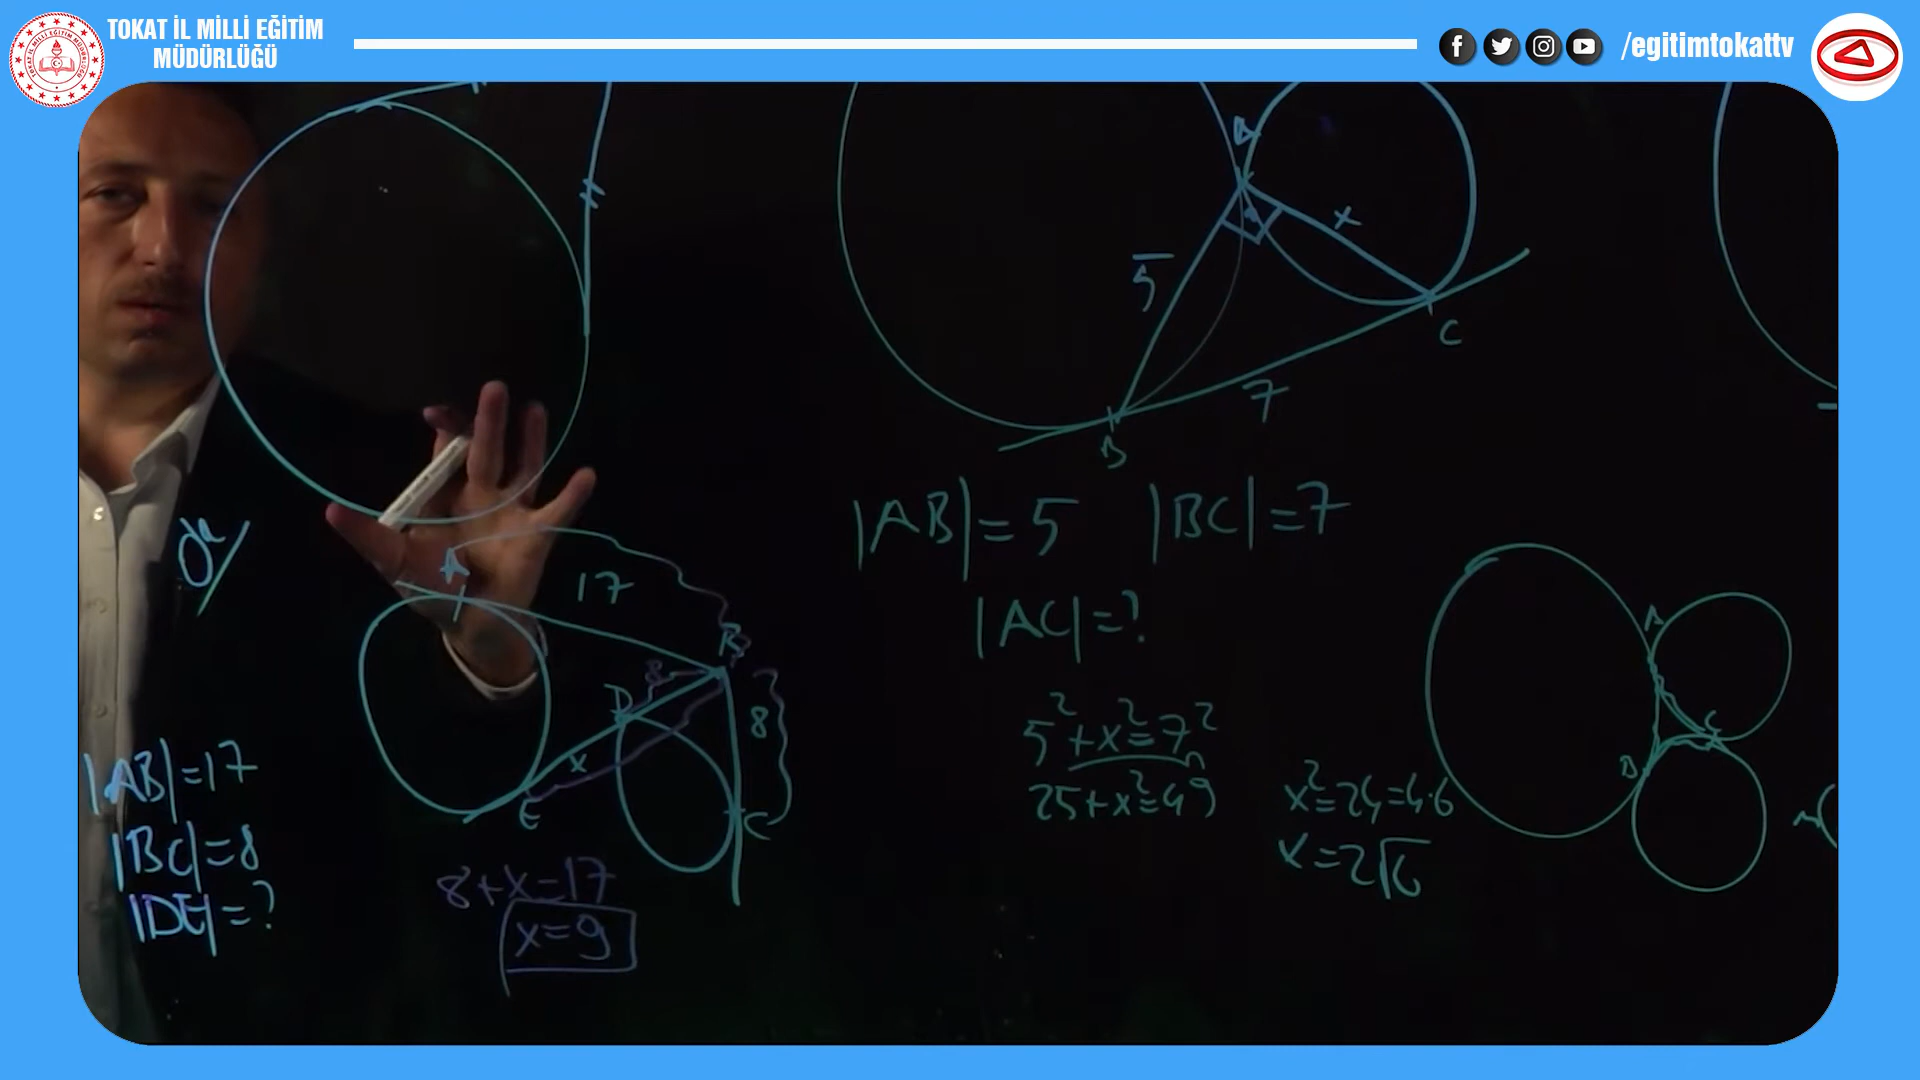 TOKAT İL MİLLİ EĞİTİM
MÜDÜRLÜĞÜ
/egitimtokattv
x
5
C
7
B
|AB|=5 |BC|=7
|AC|=?
5²+x²=7²
25+x²=49
x²=24=4·6
x=2√6
A
17
B
8
D
8
x
E
C
|AB|=17
|BC|=8
|DE|=?
8+x=17
x=9
A
C
B